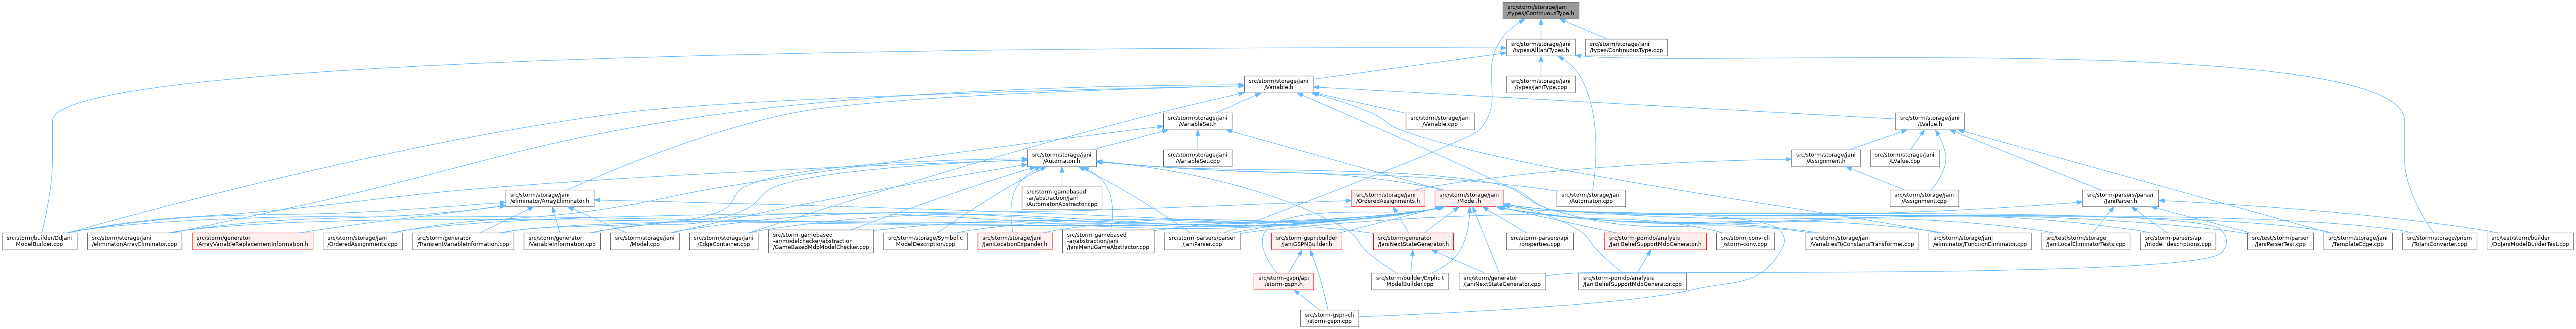 src/storm/storage/jani
/types/ContinuousType.h
src/storm/storage/jani
/types/AllJaniTypes.h
src/storm/storage/jani
/types/ContinuousType.cpp
src/storm/storage/jani
/Variable.h
src/storm/storage/jani
/types/JaniType.cpp
src/storm/storage/jani
/VariableSet.h
src/storm/storage/jani
/Variable.cpp
src/storm/storage/jani
/LValue.h
src/storm/storage/jani
/Automaton.h
src/storm/storage/jani
/VariableSet.cpp
src/storm/storage/jani
/Assignment.h
src/storm/storage/jani
/LValue.cpp
src/storm/storage/jani
/eliminator/ArrayEliminator.h
src/storm-gamebased
-ar/abstraction/jani
/AutomatonAbstractor.cpp
src/storm/storage/jani
/OrderedAssignments.h
src/storm/storage/jani
/Model.h
src/storm/storage/jani
/Automaton.cpp
src/storm/storage/jani
/Assignment.cpp
src/storm-parsers/parser
/JaniParser.h
src/storm/builder/DdJani
ModelBuilder.cpp
src/storm/storage/jani
/eliminator/ArrayEliminator.cpp
src/storm/generator
/ArrayVariableReplacementInformation.h
src/storm/storage/jani
/OrderedAssignments.cpp
src/storm/generator
/TransientVariableInformation.cpp
src/storm/generator
/VariableInformation.cpp
src/storm/storage/jani
/Model.cpp
src/storm/storage/jani
/EdgeContainer.cpp
src/storm-gamebased
-ar/modelchecker/abstraction
/GameBasedMdpModelChecker.cpp
src/storm/storage/Symbolic
ModelDescription.cpp
src/storm/storage/jani
/JaniLocationExpander.h
src/storm-gamebased
-ar/abstraction/jani
/JaniMenuGameAbstractor.cpp
src/storm-parsers/parser
/JaniParser.cpp
src/storm-gspn/builder
/JaniGSPNBuilder.h
src/storm/generator
/JaniNextStateGenerator.h
src/storm-parsers/api
/properties.cpp
src/storm-pomdp/analysis
/JaniBeliefSupportMdpGenerator.h
src/storm-conv-cli
/storm-conv.cpp
src/storm/storage/jani
/VariablesToConstantsTransformer.cpp
src/storm/storage/jani
/eliminator/FunctionEliminator.cpp
src/test/storm/storage
/JaniLocalEliminatorTests.cpp
src/storm-parsers/api
/model_descriptions.cpp
src/test/storm/parser
/JaniParserTest.cpp
src/storm/storage/jani
/TemplateEdge.cpp
src/storm/storage/prism
/ToJaniConverter.cpp
src/test/storm/builder
/DdJaniModelBuilderTest.cpp
src/storm-gspn/api
/storm-gspn.h
src/storm/builder/Explicit
ModelBuilder.cpp
src/storm/generator
/JaniNextStateGenerator.cpp
src/storm-pomdp/analysis
/JaniBeliefSupportMdpGenerator.cpp
src/storm-gspn-cli
/storm-gspn.cpp